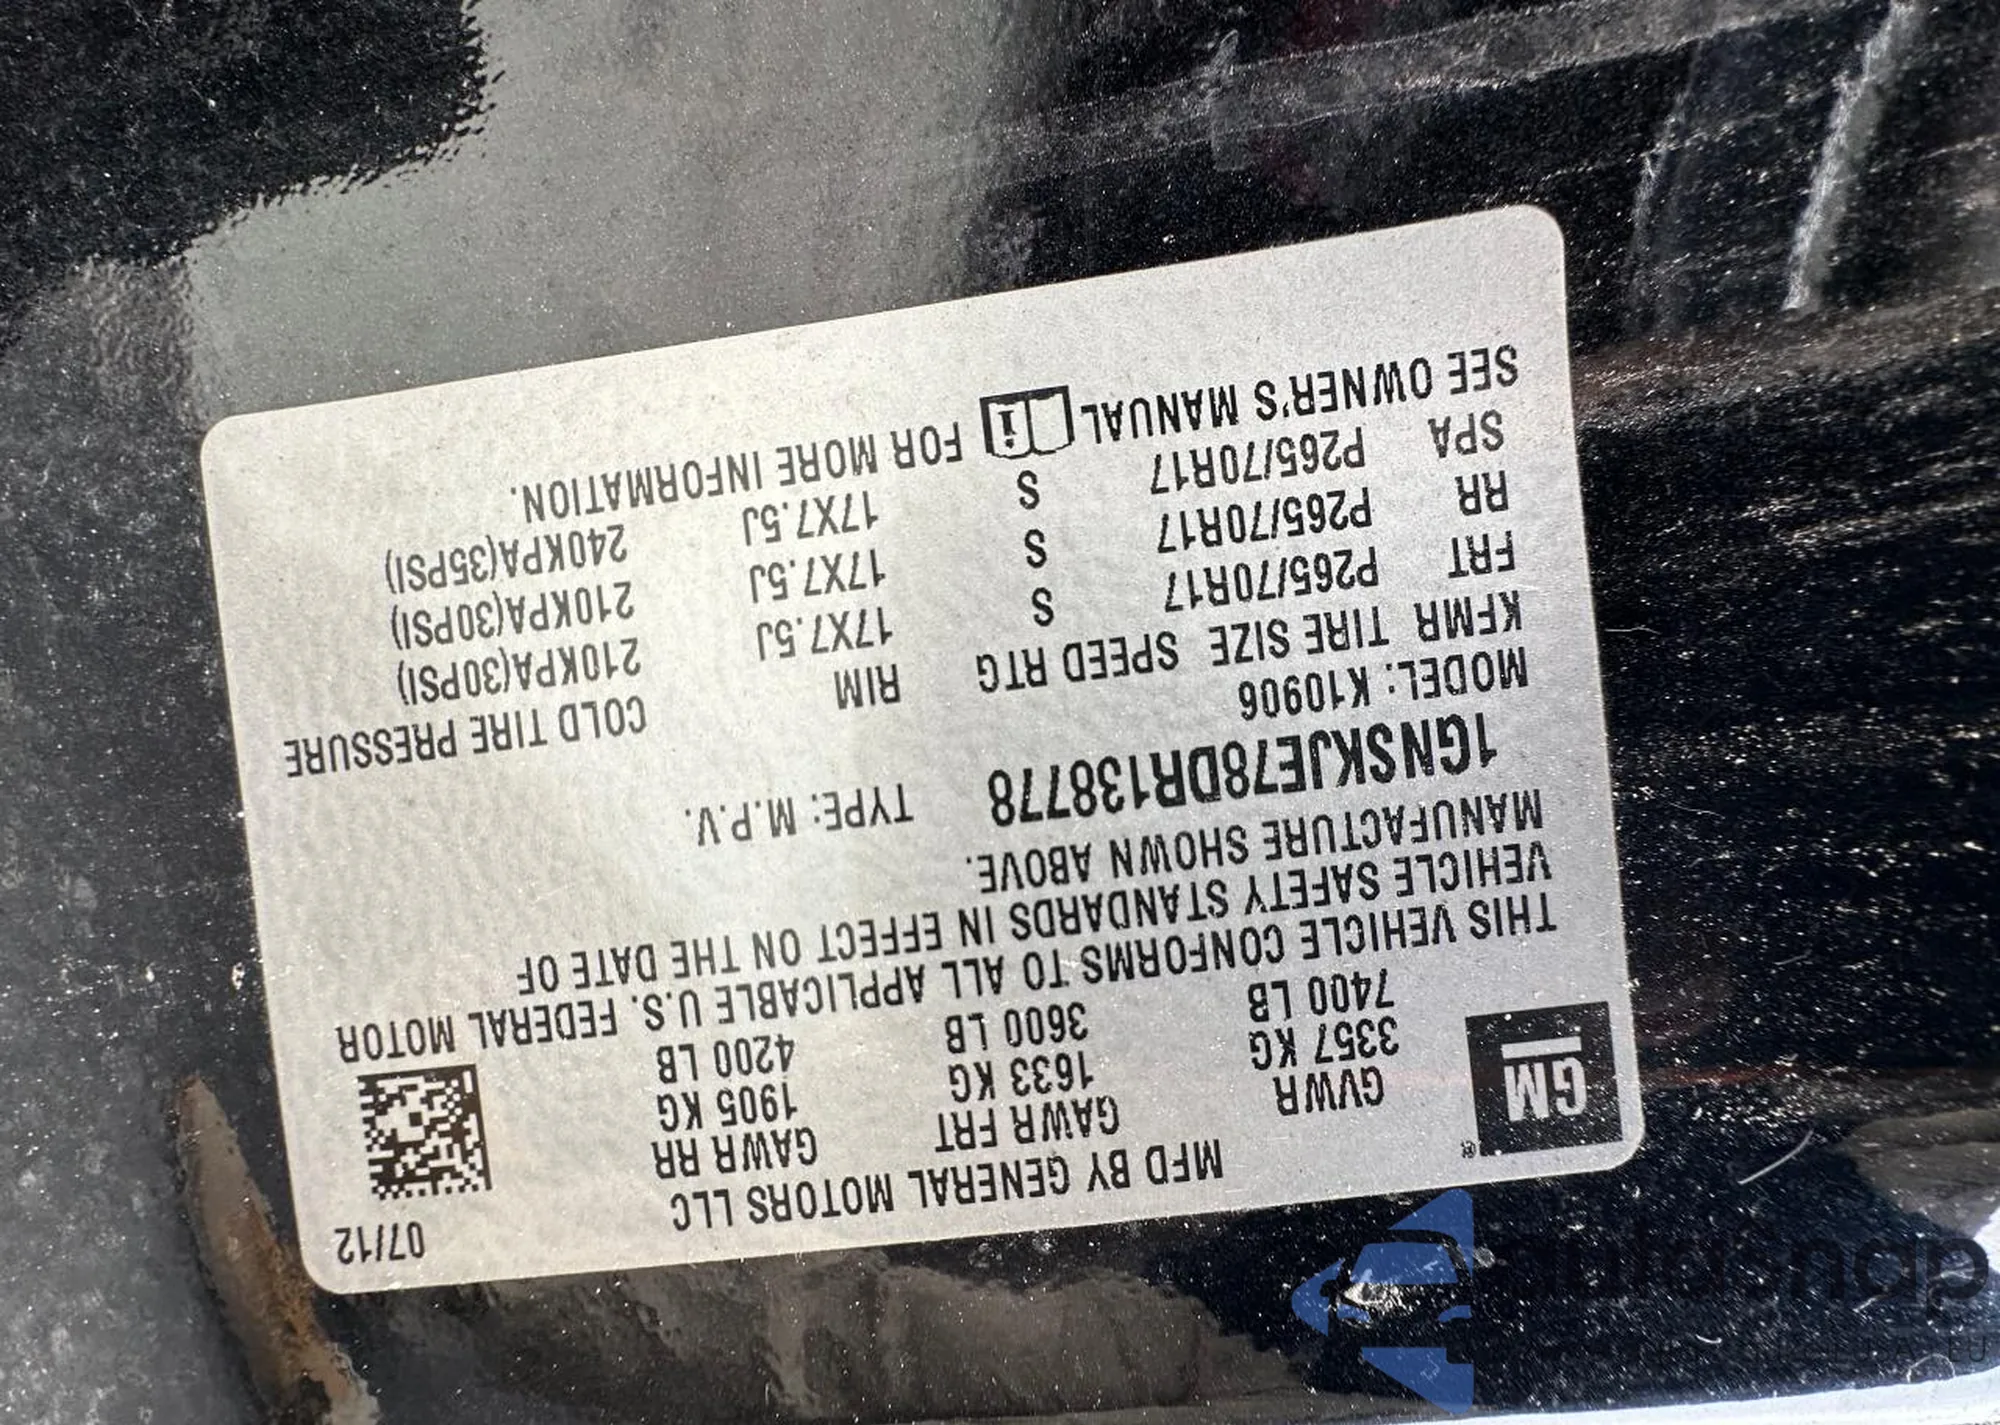 MFD BY GENERAL MOTORS LLC 07/12
GM ®
GVWR GAWR FRT GAWR RR
3357 KG 1633 KG 1905 KG
7400 LB 3600 LB 4200 LB
THIS VEHICLE CONFORMS TO ALL APPLICABLE U.S. FEDERAL MOTOR
VEHICLE SAFETY STANDARDS IN EFFECT ON THE DATE OF
MANUFACTURE SHOWN ABOVE.
1GNSKJE78DR138778 TYPE: M.P.V.
MODEL: K10906
KFMR TIRE SIZE SPEED RTG RIM COLD TIRE PRESSURE
FRT P265/70R17 S 17X7.5J 210KPA(30PSI)
RR P265/70R17 S 17X7.5J 210KPA(30PSI)
SPA P265/70R17 S 17X7.5J 240KPA(35PSI)
SEE OWNER'S MANUAL i FOR MORE INFORMATION.
autosnap